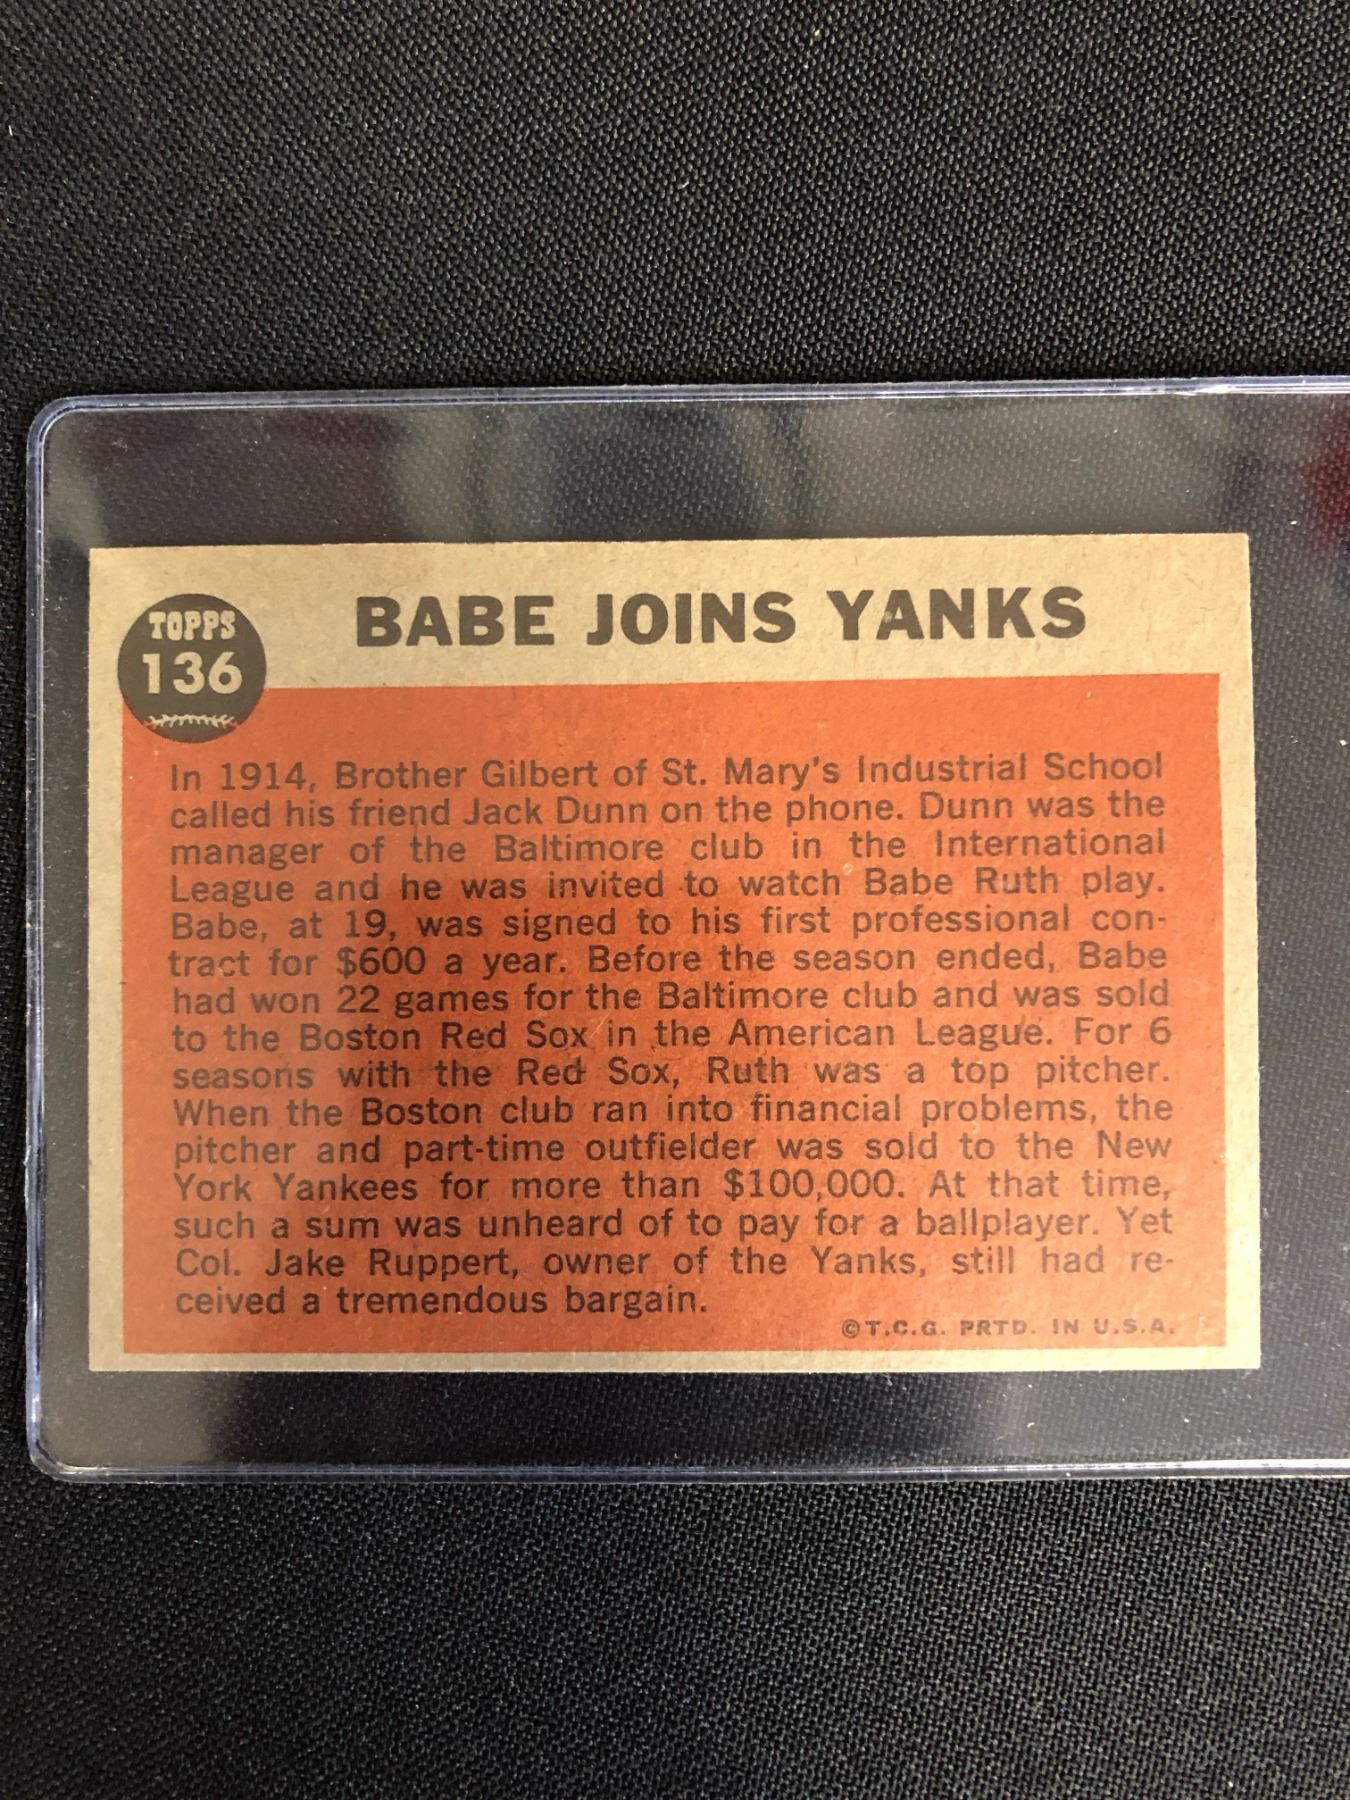 TOPPS
136
BABE JOINS YANKS
In 1914, Brother Gilbert of St. Mary's Industrial School
called his friend Jack Dunn on the phone. Dunn was the
manager of the Baltimore club in the International
League and he was invited to watch Babe Ruth play.
Babe, at 19, was signed to his first professional con-
tract for $600 a year. Before the season ended, Babe
had won 22 games for the Baltimore club and was sold
to the Boston Red Sox in the American League. For 6
seasons with the Red Sox, Ruth was a top pitcher.
When the Boston club ran into financial problems, the
pitcher and part-time outfielder was sold to the New
York Yankees for more than $100,000. At that time,
such a sum was unheard of to pay for a ballplayer. Yet
Col. Jake Ruppert, owner of the Yanks, still had re-
ceived a tremendous bargain.
©T.C.G. PRTD. IN U.S.A.